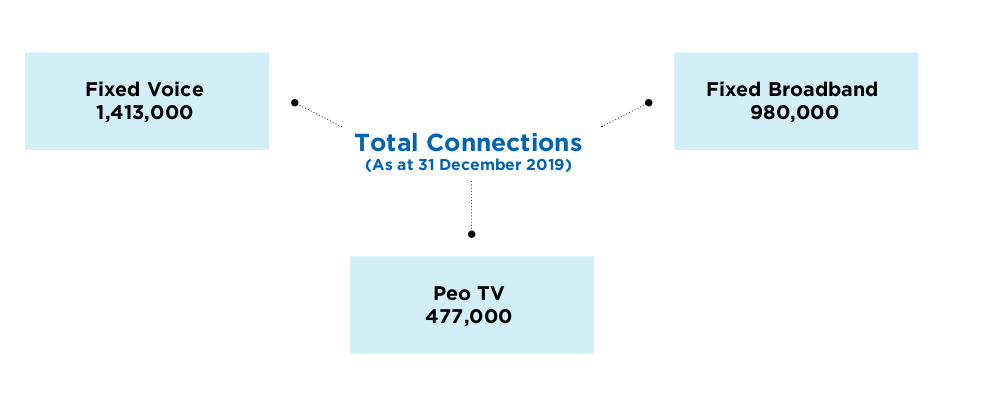 Fixed Voice
1,413,000
Fixed Broadband
980,000
Total Connections
(As at 31 December 2019)
Peo TV
477,000